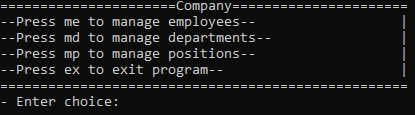 =======================Company=======================
--Press me to manage employees--                   |
--Press md to manage departments--                 |
--Press mp to manage positions--                   |
--Press ex to exit program--                       |
=====================================================
- Enter choice: